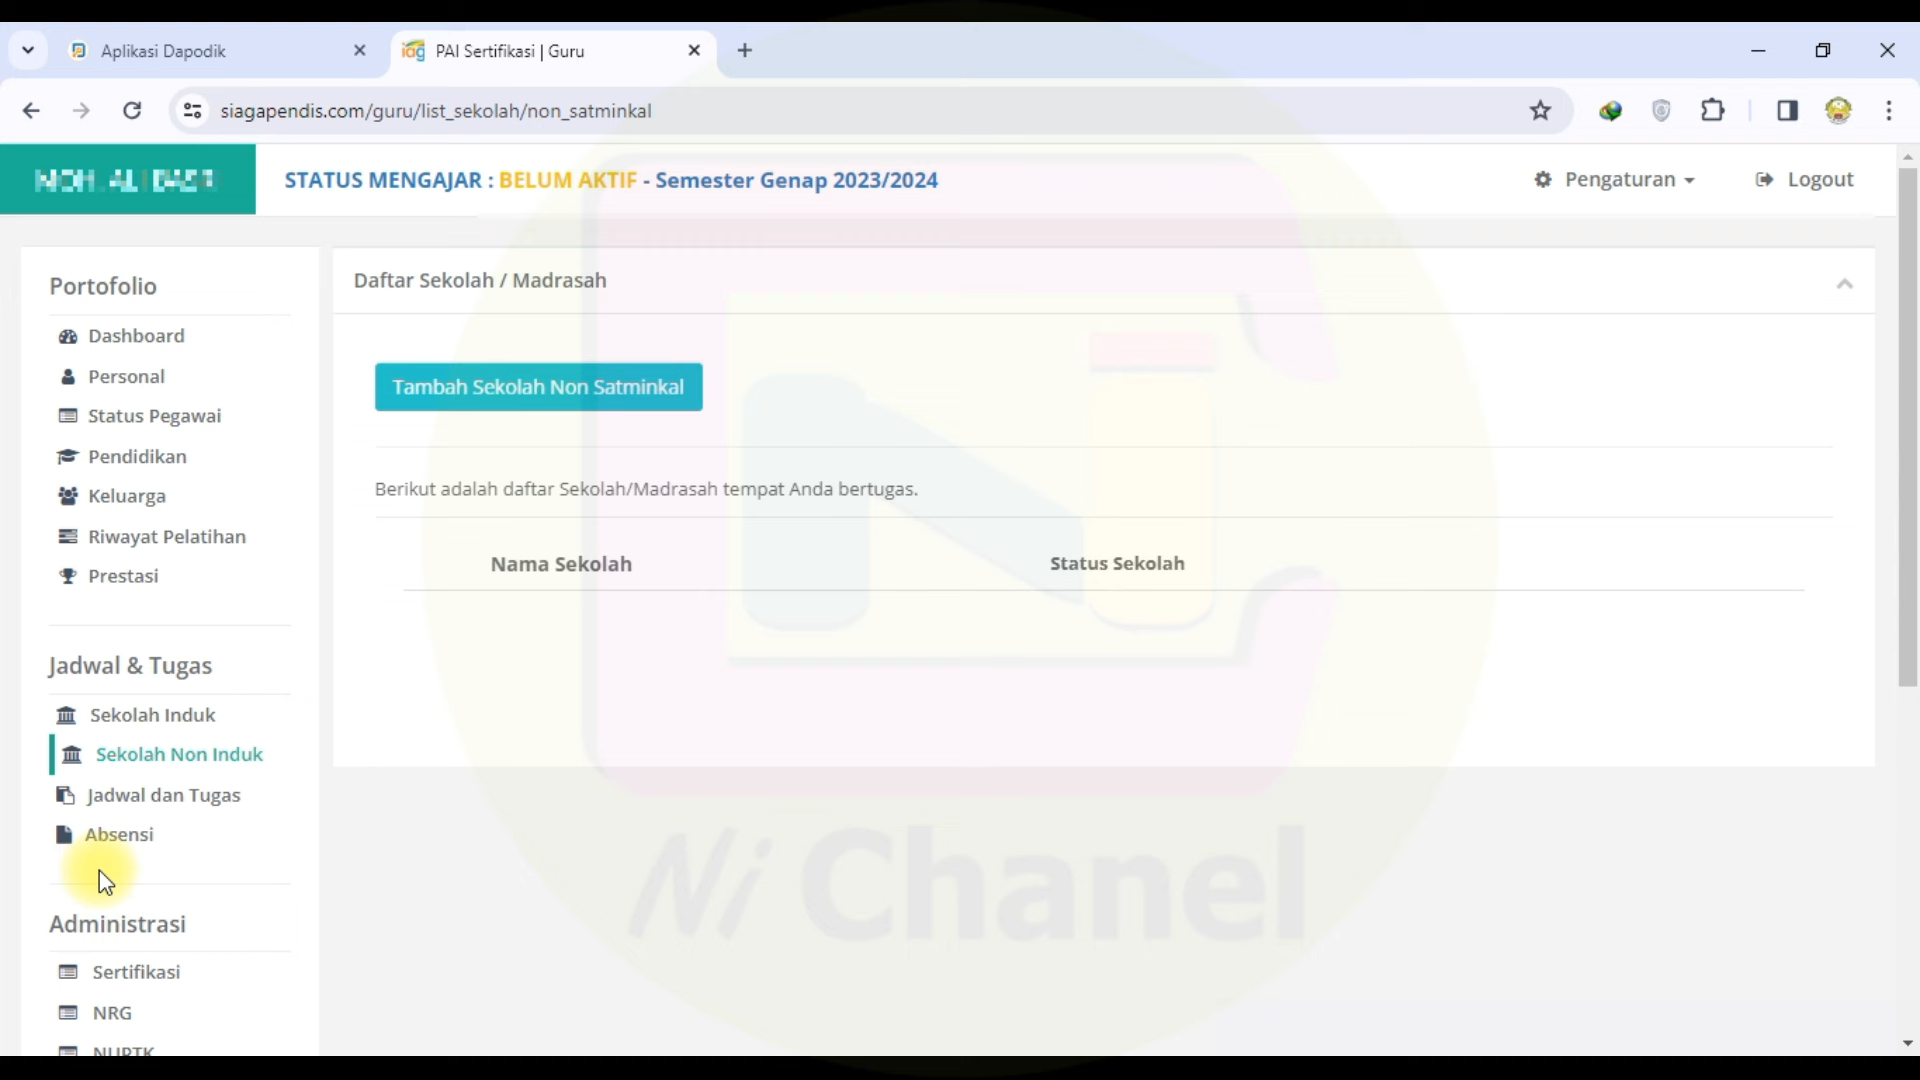 Aplikasi Dapodik
PAI Sertifikasi | Guru
siagapendis.com/guru/list_sekolah/non_satminkal
STATUS MENGAJAR : BELUM AKTIF - Semester Genap 2023/2024
Pengaturan
Logout
Portofolio
Dashboard
Personal
Status Pegawai
Pendidikan
Keluarga
Riwayat Pelatihan
Prestasi
Jadwal & Tugas
Sekolah Induk
Sekolah Non Induk
Jadwal dan Tugas
Absensi
Administrasi
Sertifikasi
NRG
NUPTK
Daftar Sekolah / Madrasah
Tambah Sekolah Non Satminkal
Berikut adalah daftar Sekolah/Madrasah tempat Anda bertugas.
Nama Sekolah
Status Sekolah
Ni Chanel